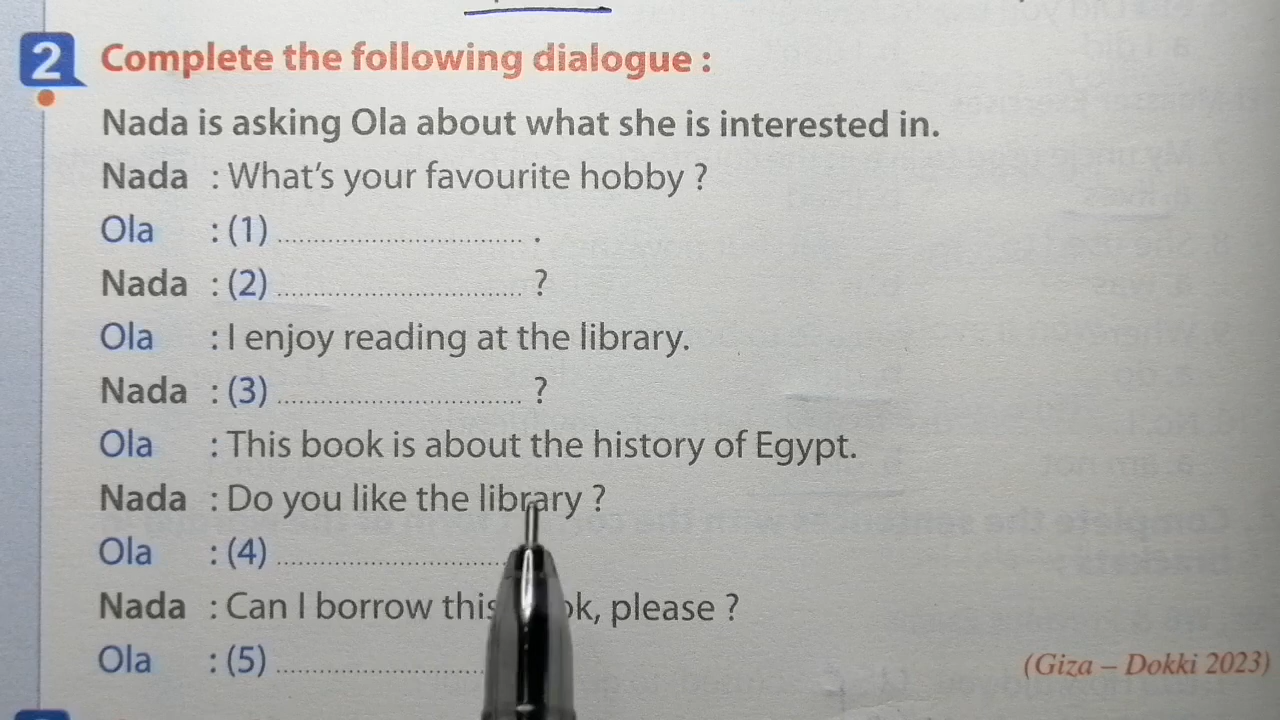 2 Complete the following dialogue :
Nada is asking Ola about what she is interested in.
Nada : What's your favourite hobby ?
Ola : (1) .............................. .
Nada : (2) .............................. ?
Ola : I enjoy reading at the library.
Nada : (3) .............................. ?
Ola : This book is about the history of Egypt.
Nada : Do you like the library ?
Ola : (4) ..............................
Nada : Can I borrow this please ?
Ola : (5) ..............................
(Giza – Dokki 2023)